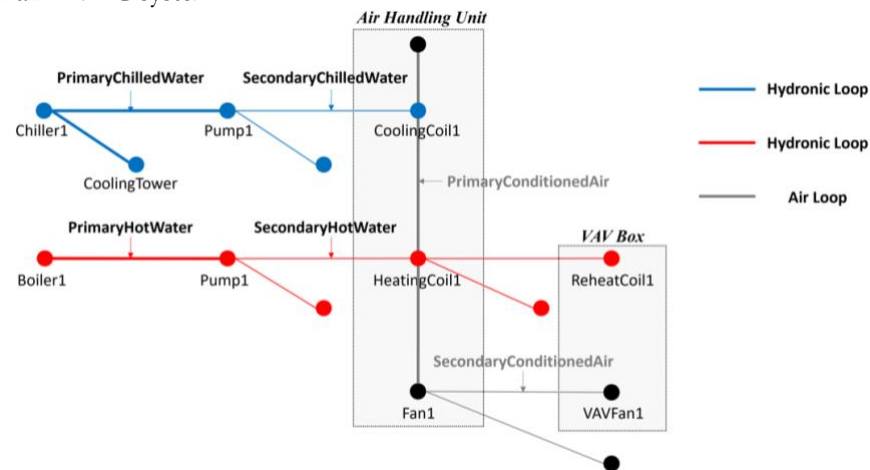 Air Handling Unit
PrimaryChilledWater
SecondaryChilledWater
Hydronic Loop
Chiller1
Pump1
CoolingCoil1
Hydronic Loop
CoolingTower
PrimaryConditionedAir
Air Loop
PrimaryHotWater
SecondaryHotWater
VAV Box
Boiler1
Pump1
HeatingCoil1
ReheatCoil1
SecondaryConditionedAir
Fan1
VAVFan1